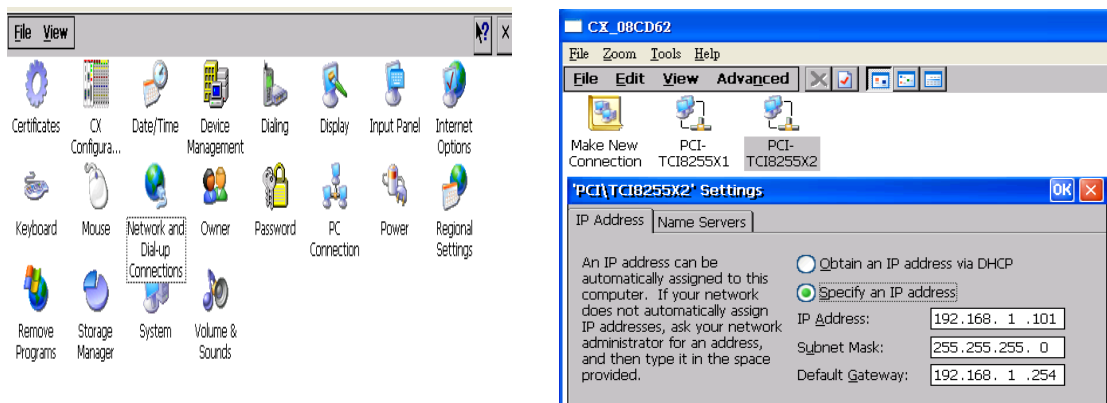 File View
Certificates
CX
Configura...
Date/Time
Device
Management
Dialing
Display
Input Panel
Internet
Options
Keyboard
Mouse
Network and
Dial-up
Connections
Owner
Password
PC
Connection
Power
Regional
Settings
Remove
Programs
Storage
Manager
System
Volume &
Sounds
CX_08CD62
File Zoom Tools Help
File Edit View Advanced
Make New
Connection
PCI-
TCI8255X1
PCI-
TCI8255X2
'PCI\TCI8255X2' Settings
OK
IP Address Name Servers
An IP address can be
automatically assigned to this
computer. If your network
does not automatically assign
IP addresses, ask your network
administrator for an address,
and then type it in the space
provided.
Obtain an IP address via DHCP
Specify an IP address
IP Address: 192.168. 1 .101
Subnet Mask: 255.255.255. 0
Default Gateway: 192.168. 1 .254